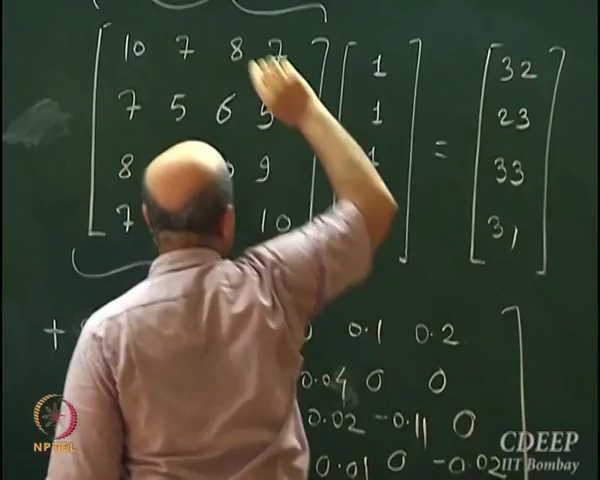 10 7 8 7 1 32
7 5 6 5 1 = 23
8 9 1 33
7 10 31
+ 0.1 0.2
0.04 0 0
0.02 -0.11 0
0.01 0 -0.02
NPTEL
CDEEP
IIT Bombay